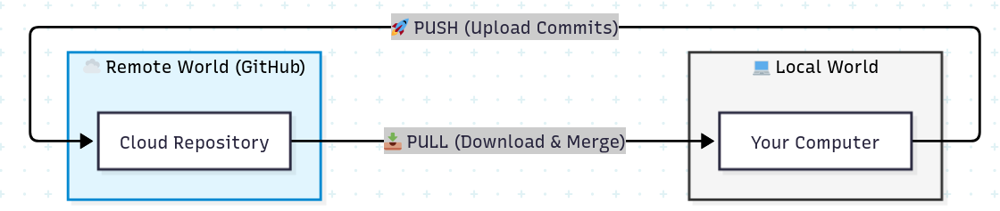 🚀 PUSH (Upload Commits)
☁️ Remote World (GitHub)
💻 Local World
Cloud Repository
📥 PULL (Download & Merge)
Your Computer